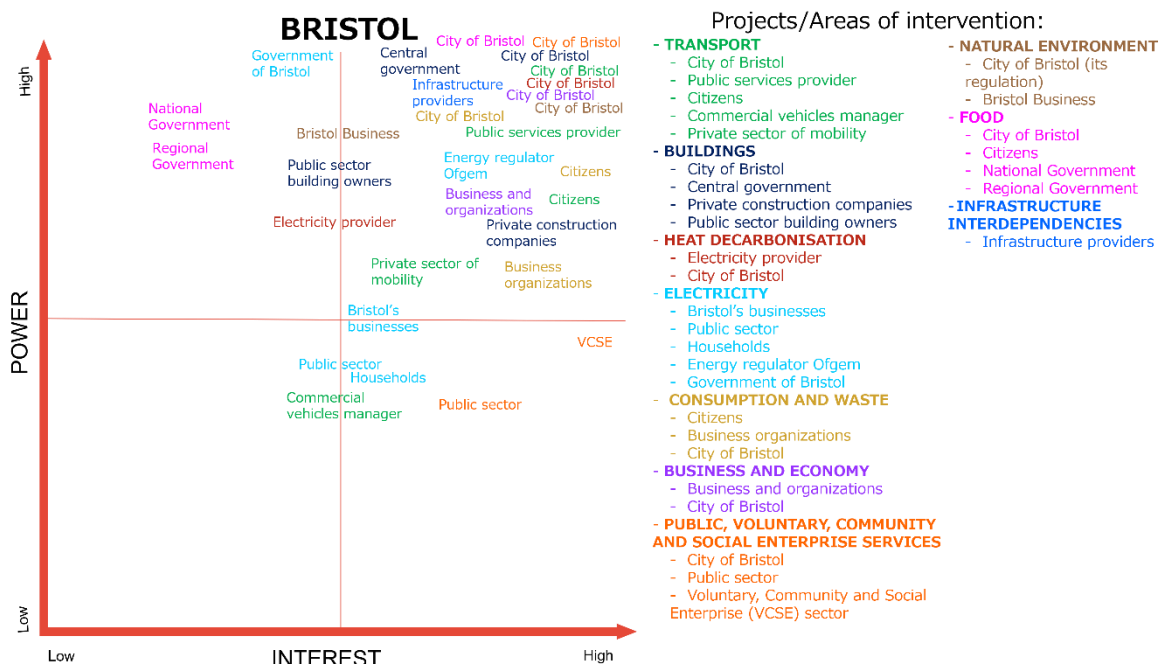 BRISTOL
High
POWER
Low
Low
INTEREST
High
Government
of Bristol
Central
government
City of Bristol
City of Bristol
City of Bristol
City of Bristol
City of Bristol
City of Bristol
City of Bristol
Infrastructure
providers
City of Bristol
National
Government
Regional
Government
Bristol Business
Public services provider
Public sector
building owners
Energy regulator
Ofgem
Citizens
Business and
organizations
Citizens
Electricity provider
Private construction
companies
Private sector of
mobility
Business
organizations
Bristol's
businesses
VCSE
Public sector
Households
Commercial
vehicles manager
Public sector
Projects/Areas of intervention:
- TRANSPORT
- City of Bristol
- Public services provider
- Citizens
- Commercial vehicles manager
- Private sector of mobility
- BUILDINGS
- City of Bristol
- Central government
- Private construction companies
- Public sector building owners
- HEAT DECARBONISATION
- Electricity provider
- City of Bristol
- ELECTRICITY
- Bristol's businesses
- Public sector
- Households
- Energy regulator Ofgem
- Government of Bristol
- CONSUMPTION AND WASTE
- Citizens
- Business organizations
- City of Bristol
- BUSINESS AND ECONOMY
- Business and organizations
- City of Bristol
- PUBLIC, VOLUNTARY, COMMUNITY
AND SOCIAL ENTERPRISE SERVICES
- City of Bristol
- Public sector
- Voluntary, Community and Social
Enterprise (VCSE) sector
- NATURAL ENVIRONMENT
- City of Bristol (its
regulation)
- Bristol Business
- FOOD
- City of Bristol
- Citizens
- National Government
- Regional Government
-INFRASTRUCTURE
INTERDEPENDENCIES
- Infrastructure providers